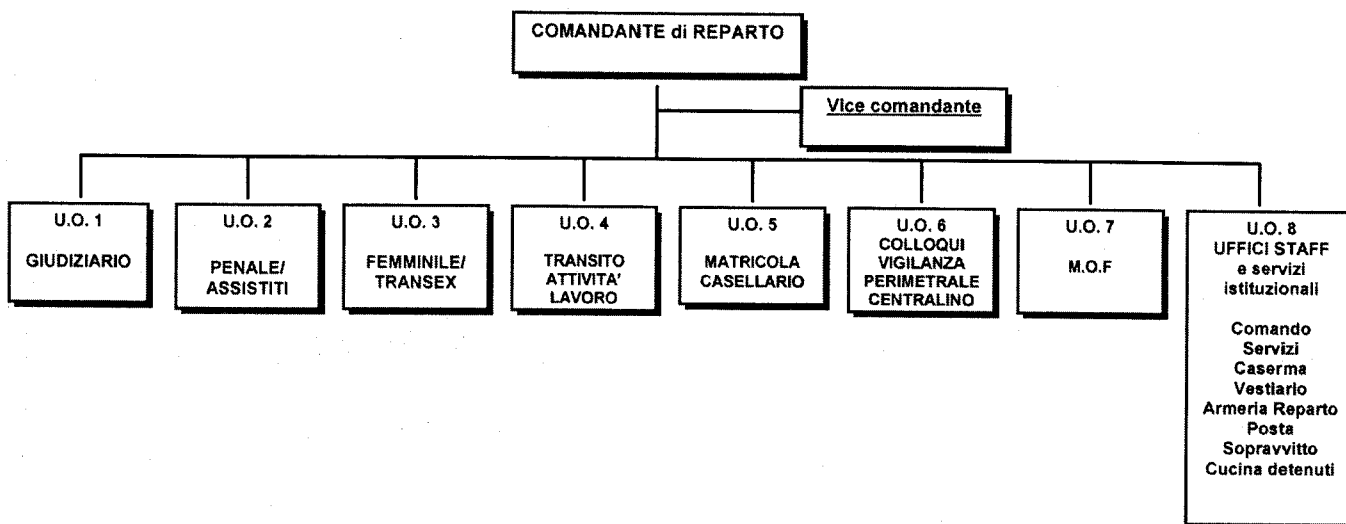 COMANDANTE di REPARTO
Vice comandante
U.O. 1
GIUDIZIARIO
U.O. 2
PENALE/
ASSISTITI
U.O. 3
FEMMINILE/
TRANSEX
U.O. 4
TRANSITO
ATTIVITA'
LAVORO
U.O. 5
MATRICOLA
CASELLARIO
U.O. 6
COLLOQUI
VIGILANZA
PERIMETRALE
CENTRALINO
U.O. 7
M.O.F
U.O. 8
UFFICI STAFF
e servizi
istituzionali
Comando
Servizi
Caserma
Vestiario
Armeria Reparto
Posta
Sopravvitto
Cucina detenuti